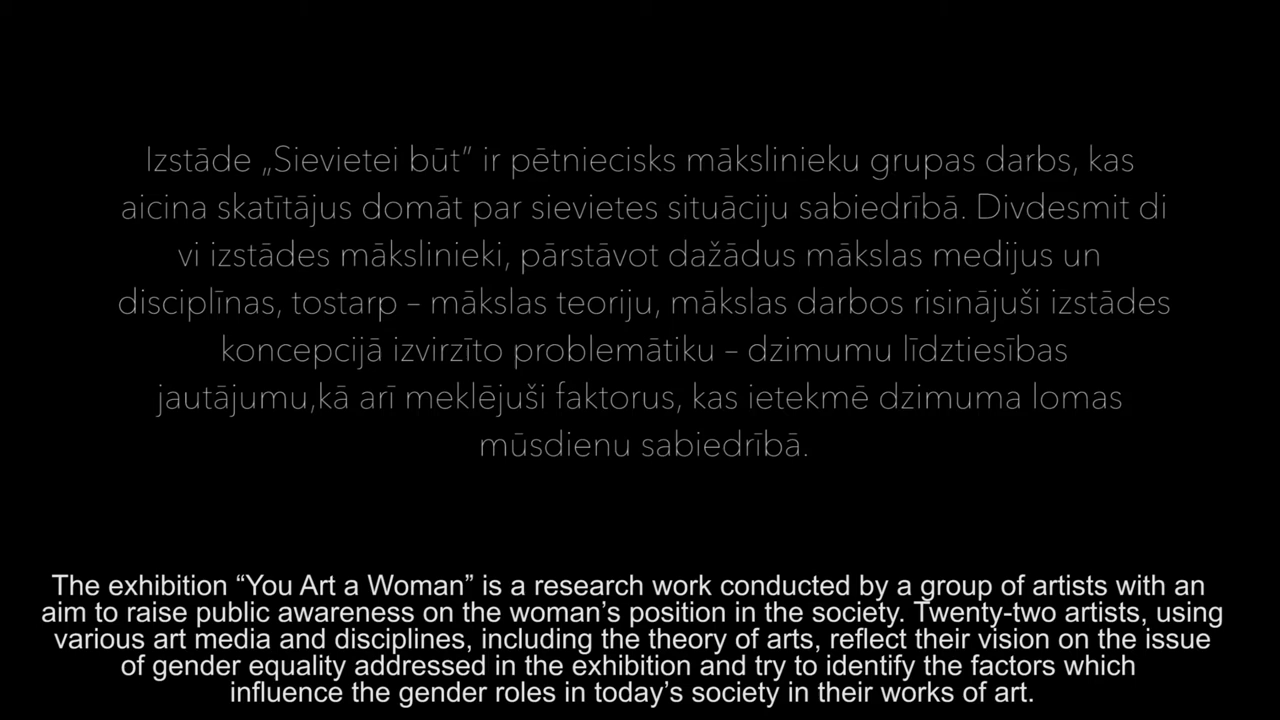 Izstāde „Sievietei būt” ir pētniecisks mākslinieku grupas darbs, kas
aicina skatītājus domāt par sievietes situāciju sabiedrībā. Divdesmit di
vi izstādes mākslinieki, pārstāvot dažādus mākslas medijus un
disciplīnas, tostarp – mākslas teoriju, mākslas darbos risinājuši izstādes
koncepcijā izvirzīto problemātiku – dzimumu līdztiesības
jautājumu,kā arī meklējuši faktorus, kas ietekmē dzimuma lomas
mūsdienu sabiedrībā.
The exhibition “You Art a Woman” is a research work conducted by a group of artists with an
aim to raise public awareness on the woman’s position in the society. Twenty-two artists, using
various art media and disciplines, including the theory of arts, reflect their vision on the issue
of gender equality addressed in the exhibition and try to identify the factors which
influence the gender roles in today’s society in their works of art.